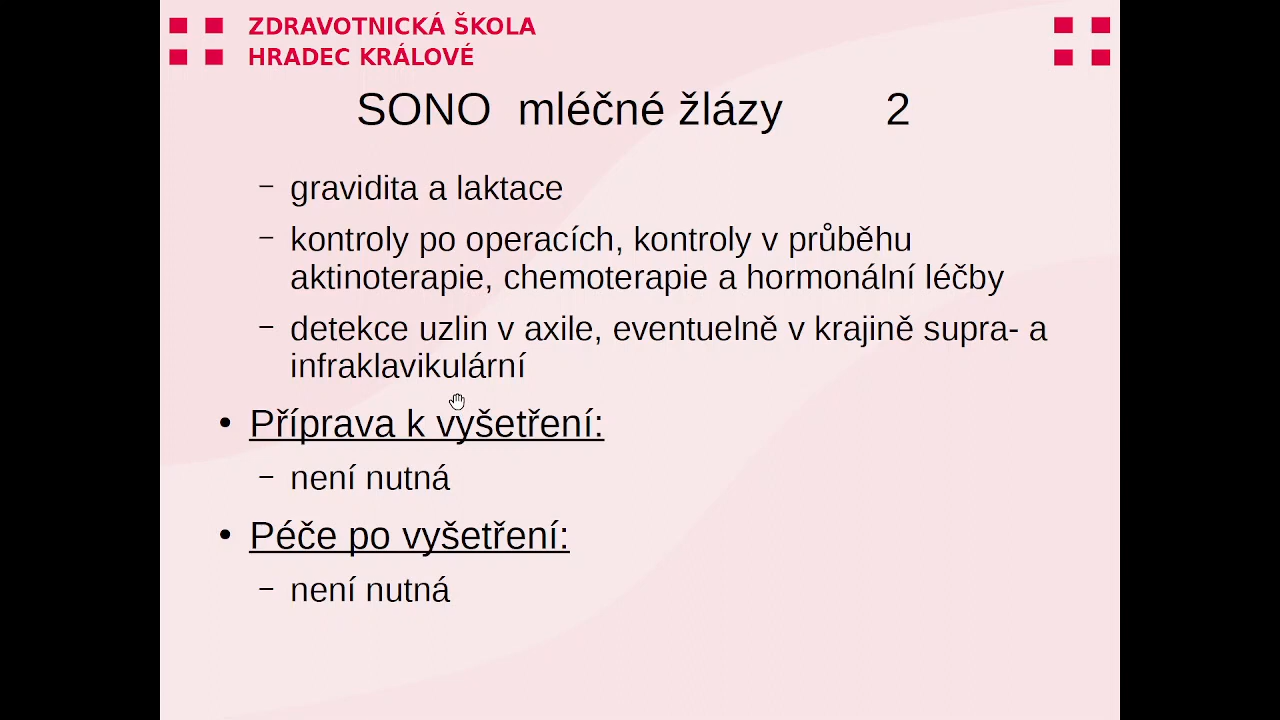 ZDRAVOTNICKÁ ŠKOLA
HRADEC KRÁLOVÉ
SONO mléčné žlázy 2
– gravidita a laktace
– kontroly po operacích, kontroly v průběhu
aktinoterapie, chemoterapie a hormonální léčby
– detekce uzlin v axile, eventuelně v krajině supra- a
infraklavikulární
• Příprava k vyšetření:
– není nutná
• Péče po vyšetření:
– není nutná